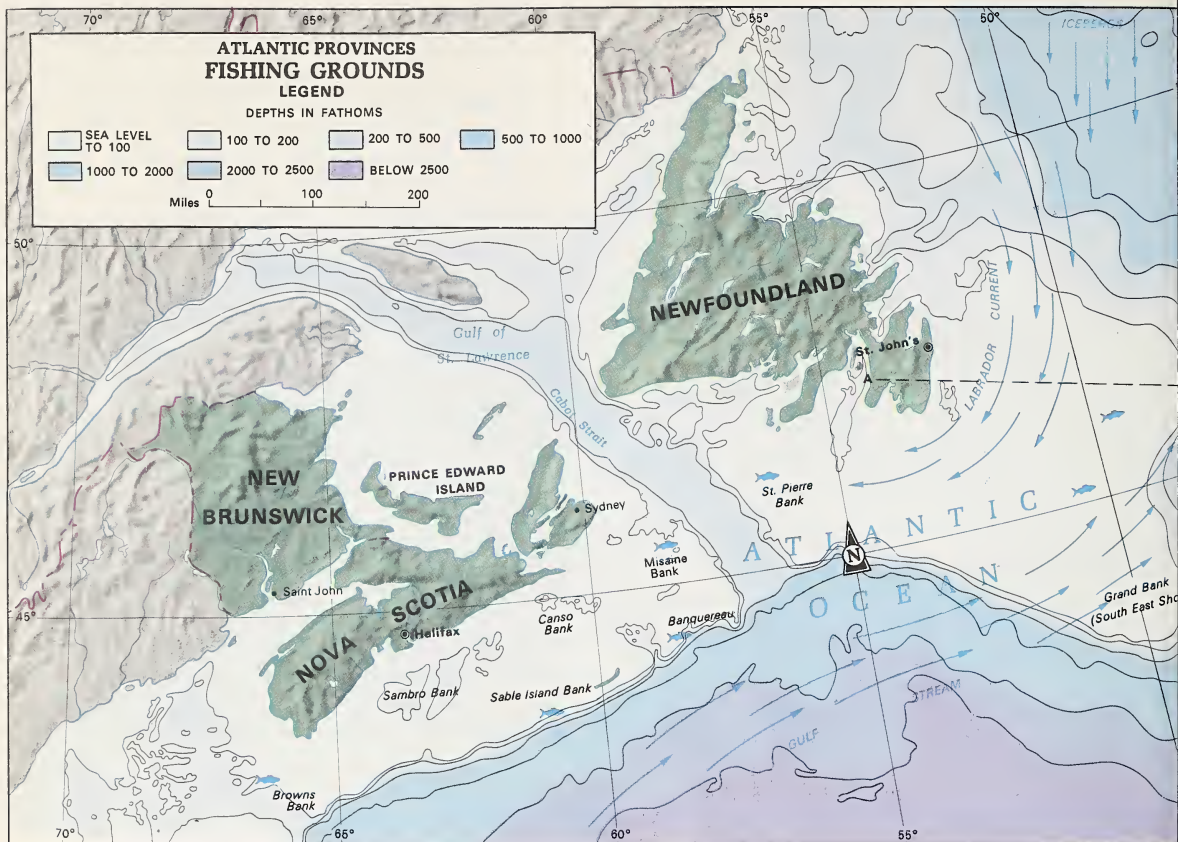 70°
65°
60°
55°
50°
ICEBERGS
ATLANTIC PROVINCES
FISHING GROUNDS
LEGEND
DEPTHS IN FATHOMS
SEA LEVEL
TO 100
100 TO 200
200 TO 500
500 TO 1000
1000 TO 2000
2000 TO 2500
BELOW 2500
Miles 0 100 200
50°
NEWFOUNDLAND
St. John's
A
LABRADOR CURRENT
Gulf of
St. Lawrence
Cabot Strait
NEW
BRUNSWICK
PRINCE EDWARD
ISLAND
Sydney
St. Pierre
Bank
ATLANTIC
OCEAN
N
Misaine
Bank
Saint John
45°
NOVA SCOTIA
Halifax
Canso
Bank
Banquereau
Grand Bank
(South East Sho
Sambro Bank
Sable Island Bank
GULF STREAM
Browns
Bank
70°
65°
60°
55°